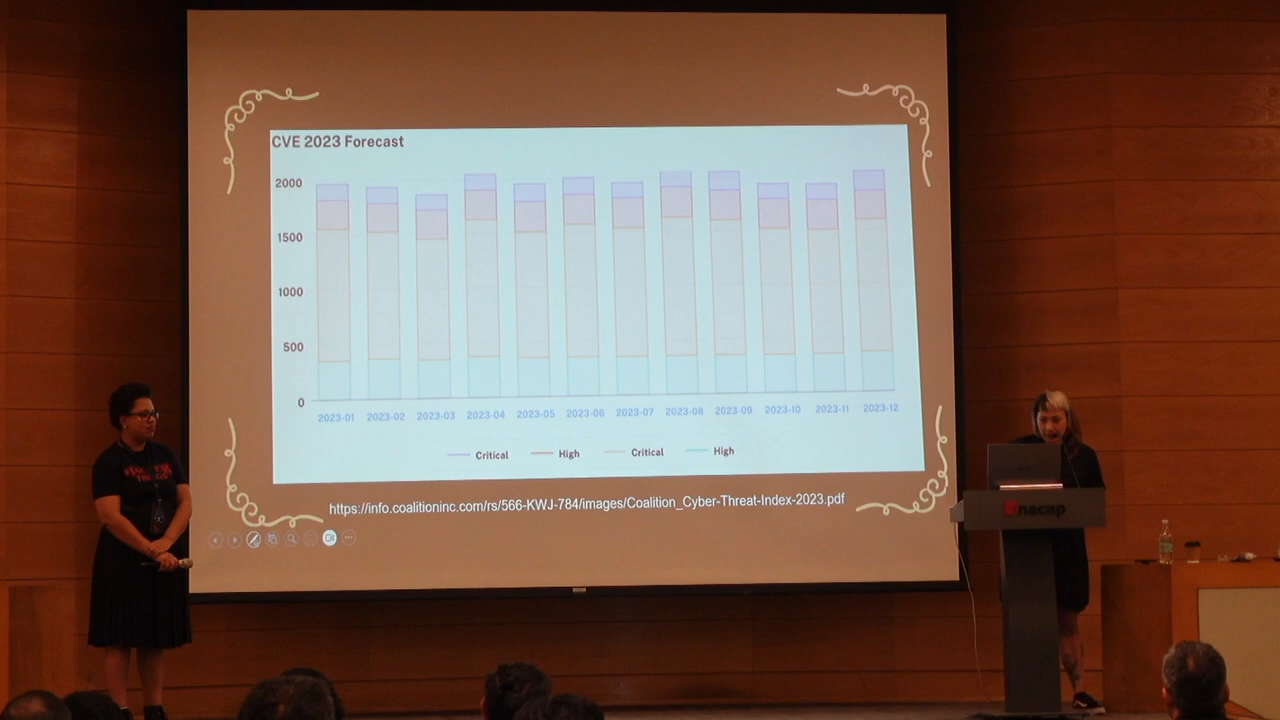 CVE 2023 Forecast
2000
1500
1000
500
0
2023-01 2023-02 2023-03 2023-04 2023-05 2023-06 2023-07 2023-08 2023-09 2023-10 2023-11 2023-12
Critical High Critical High
https://info.coalitioninc.com/rs/566-KWJ-784/images/Coalition_Cyber-Threat-Index-2023.pdf
inacap